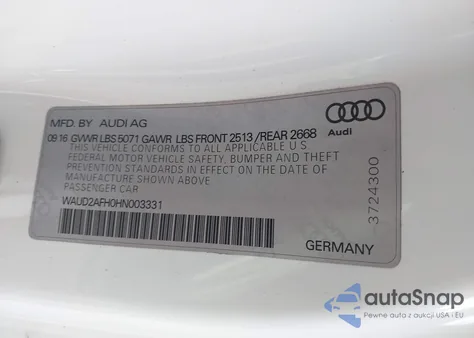 MFD. BY AUDI AG
09.16 GVWR LBS 5071 GAWR LBS FRONT 2513 / REAR 2668
THIS VEHICLE CONFORMS TO ALL APPLICABLE U.S.
FEDERAL MOTOR VEHICLE SAFETY, BUMPER AND THEFT
PREVENTION STANDARDS IN EFFECT ON THE DATE OF
MANUFACTURE SHOWN ABOVE.
PASSENGER CAR
WAUD2AFH0HN003331
Audi
3724300
GERMANY
autoSnap
Pewne auta z aukcji USA i EU